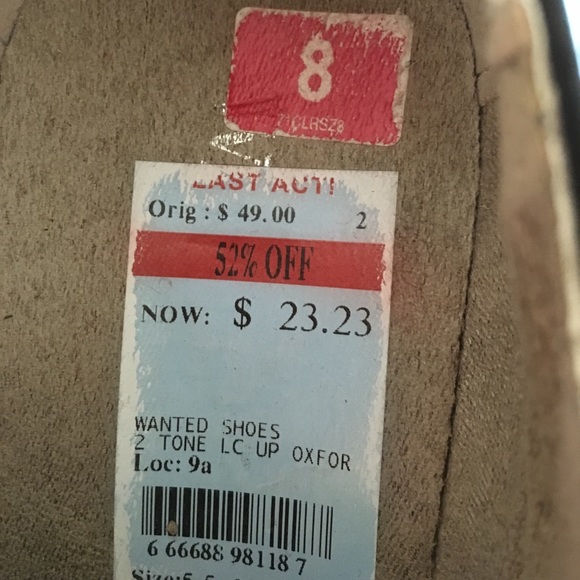 8
71CLRSZ8
LAST ACT!
Orig : $ 49.00 2
52% OFF
NOW: $ 23.23
WANTED SHOES
2 TONE LC UP OXFOR
Loc: 9a
6 66688 98118 7